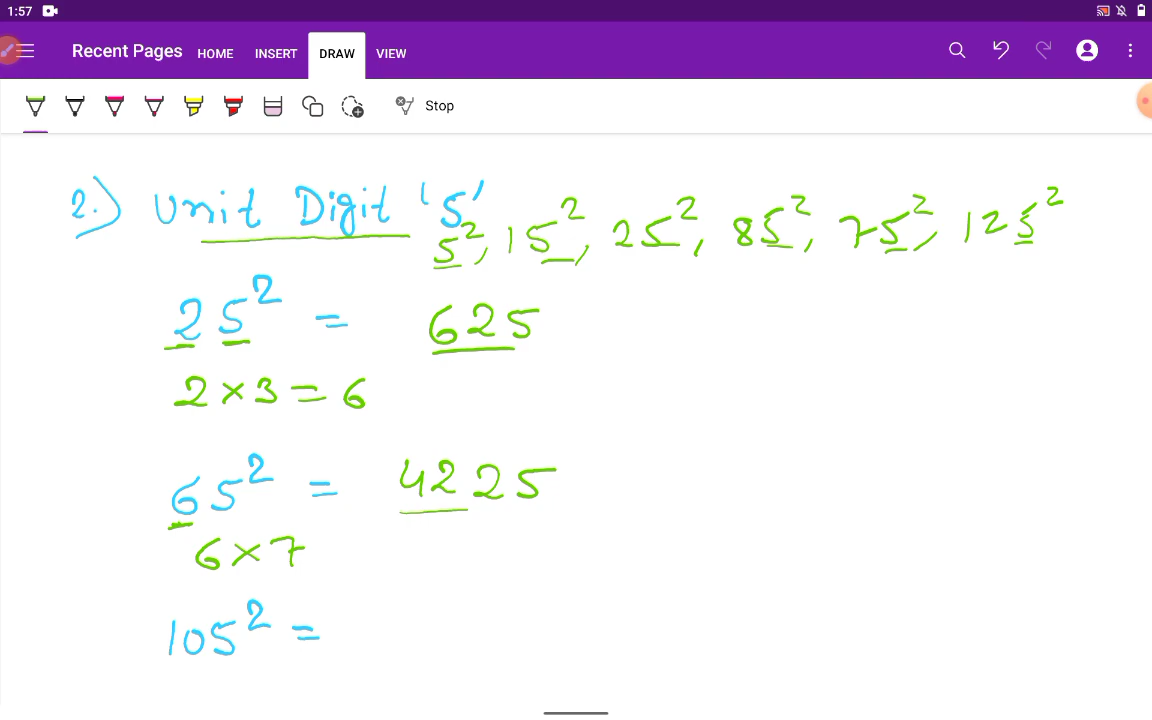 1:57
Recent Pages HOME INSERT DRAW VIEW
Stop
2.) Unit Digit '5'
5², 15², 25², 85², 75², 125²
25² = 625
2 × 3 = 6
65² = 4225
6 × 7
105² =